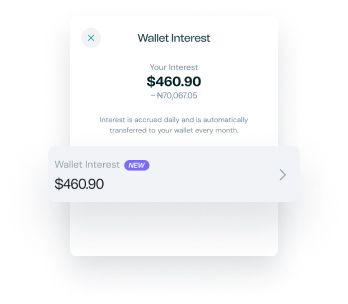 Wallet Interest
Your Interest
$460.90
~ ₦70,067.05
Interest is accrued daily and is automatically
transferred to your wallet every month.
Wallet Interest NEW
$460.90